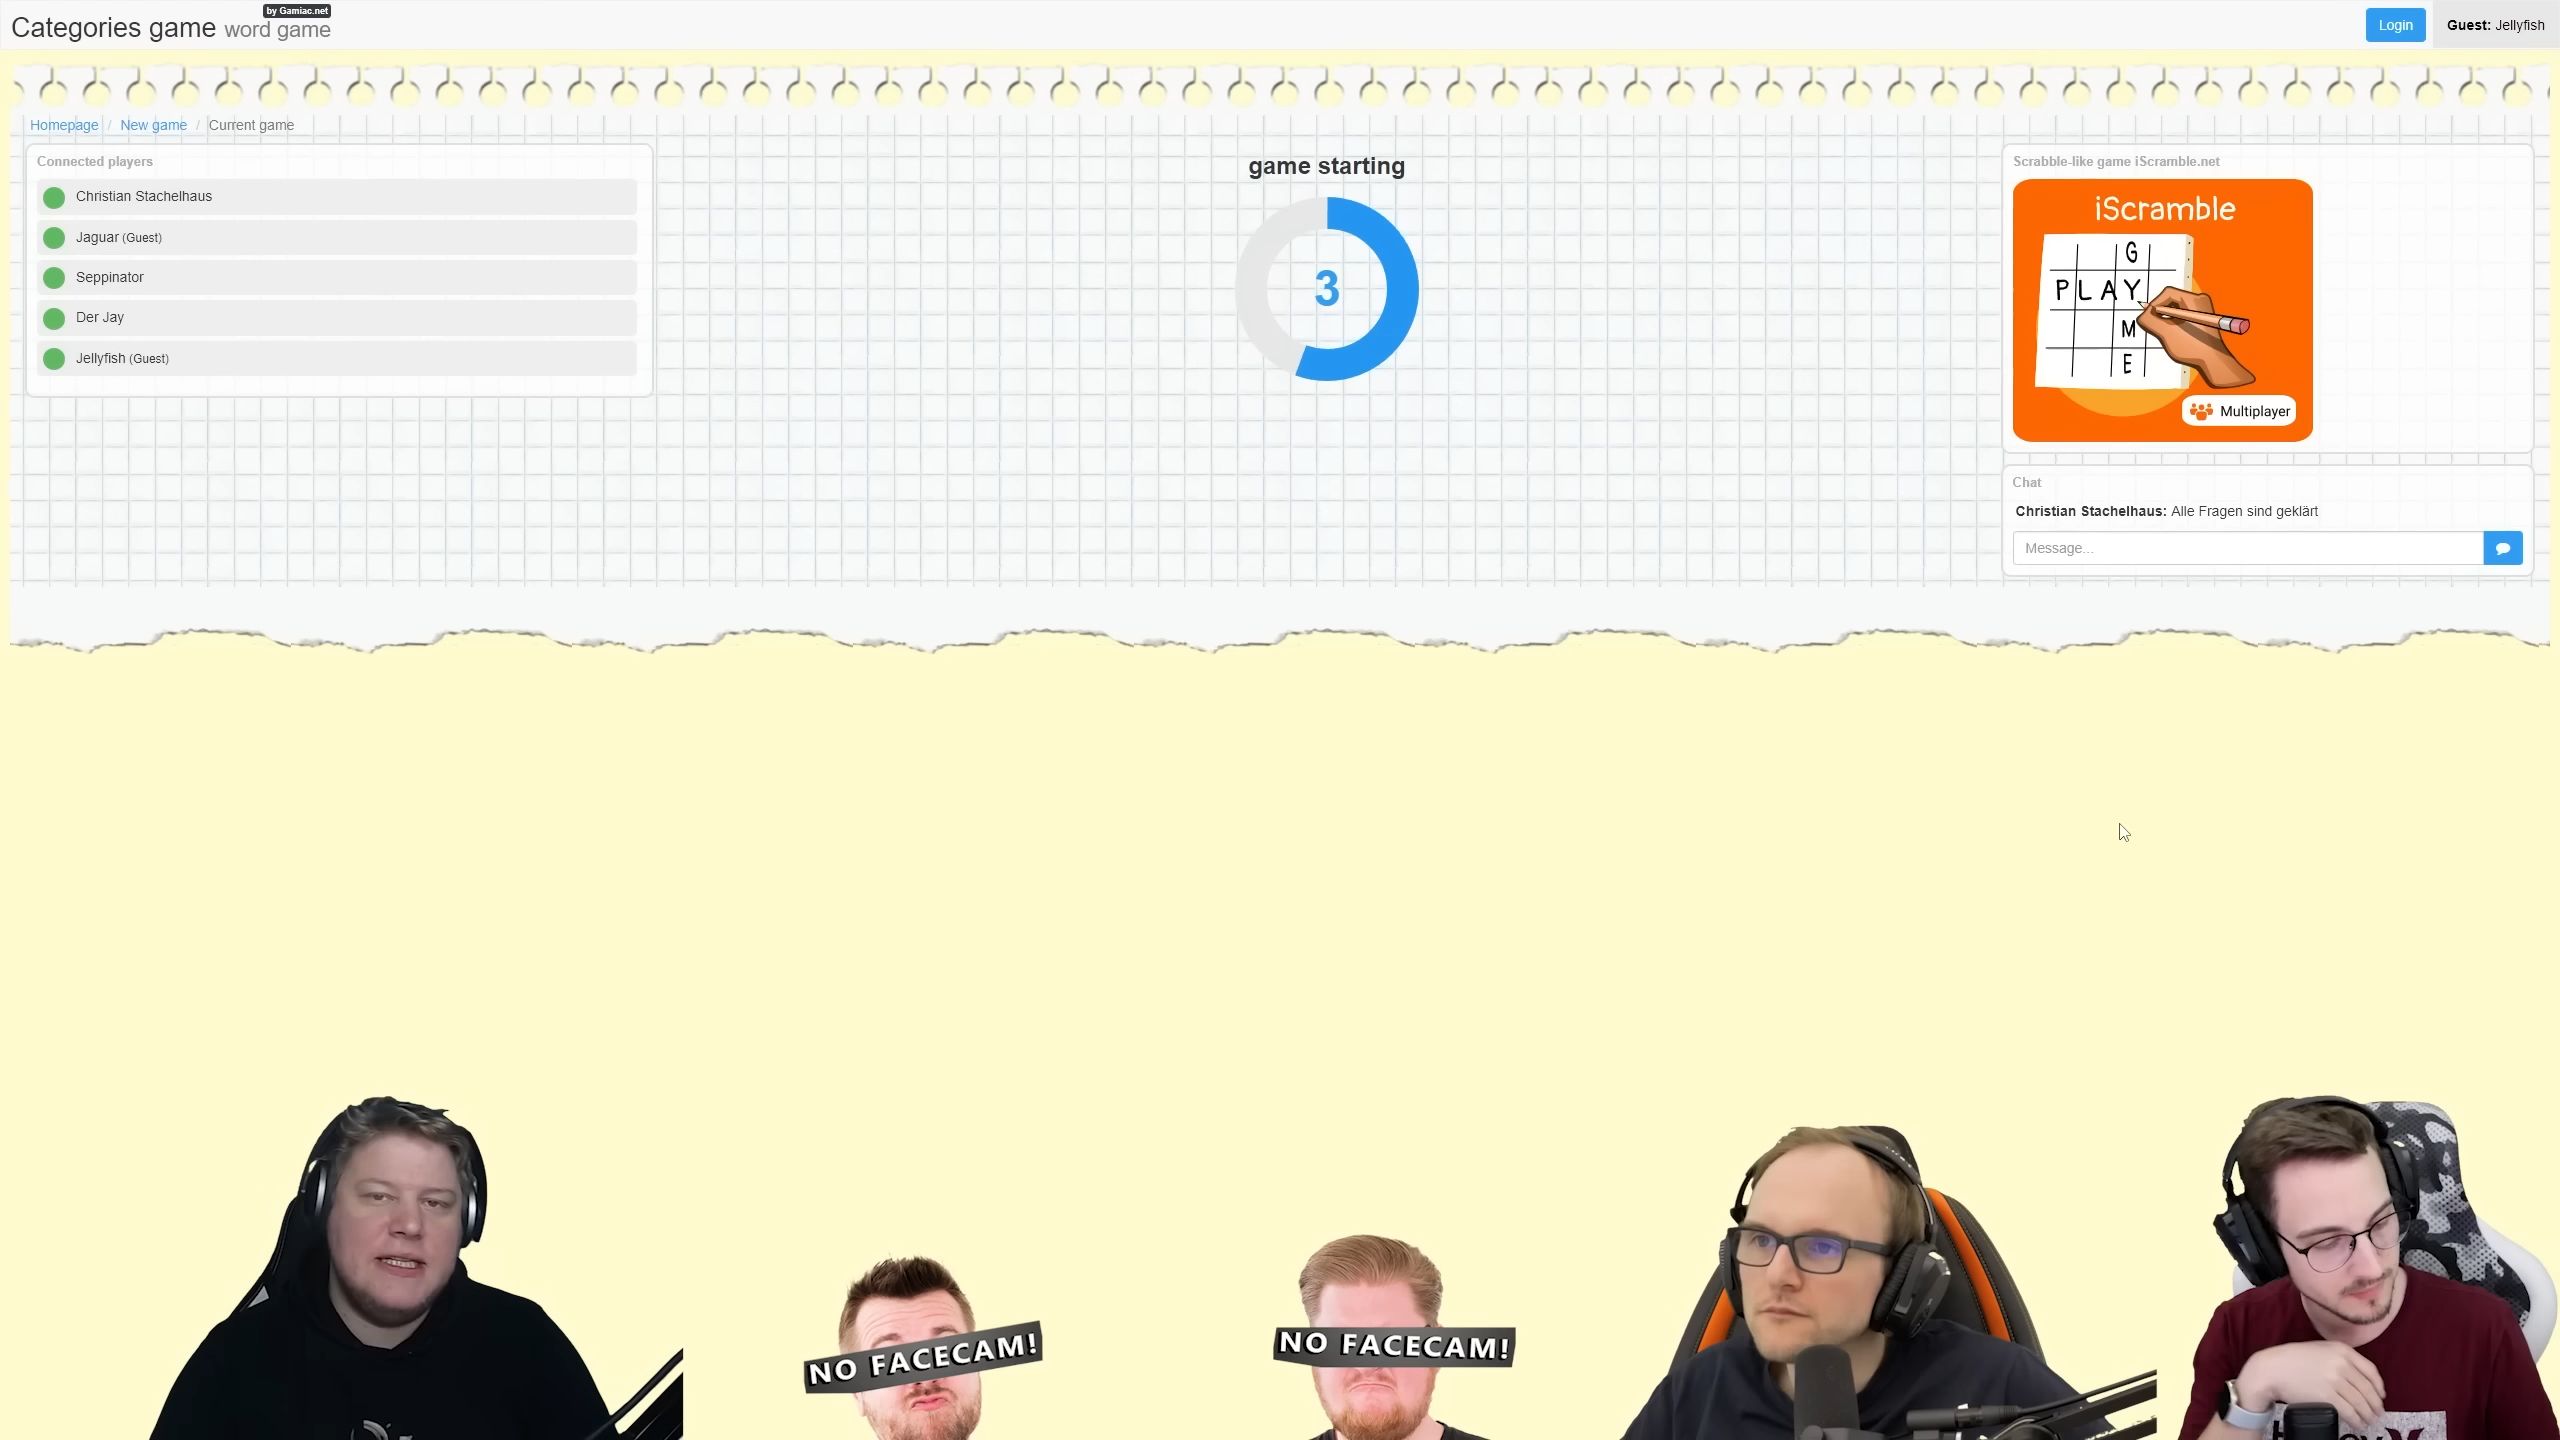 by Gamiac.net
Categories game word game
Login
Guest: Jellyfish
Homepage / New game / Current game
Connected players
Christian Stachelhaus
Jaguar (Guest)
Seppinator
Der Jay
Jellyfish (Guest)
game starting
3
Scrabble-like game iScramble.net
iScramble
G
PLAY
M
E
Multiplayer
Chat
Christian Stachelhaus: Alle Fragen sind geklärt
Message...
NO FACECAM!
NO FACECAM!